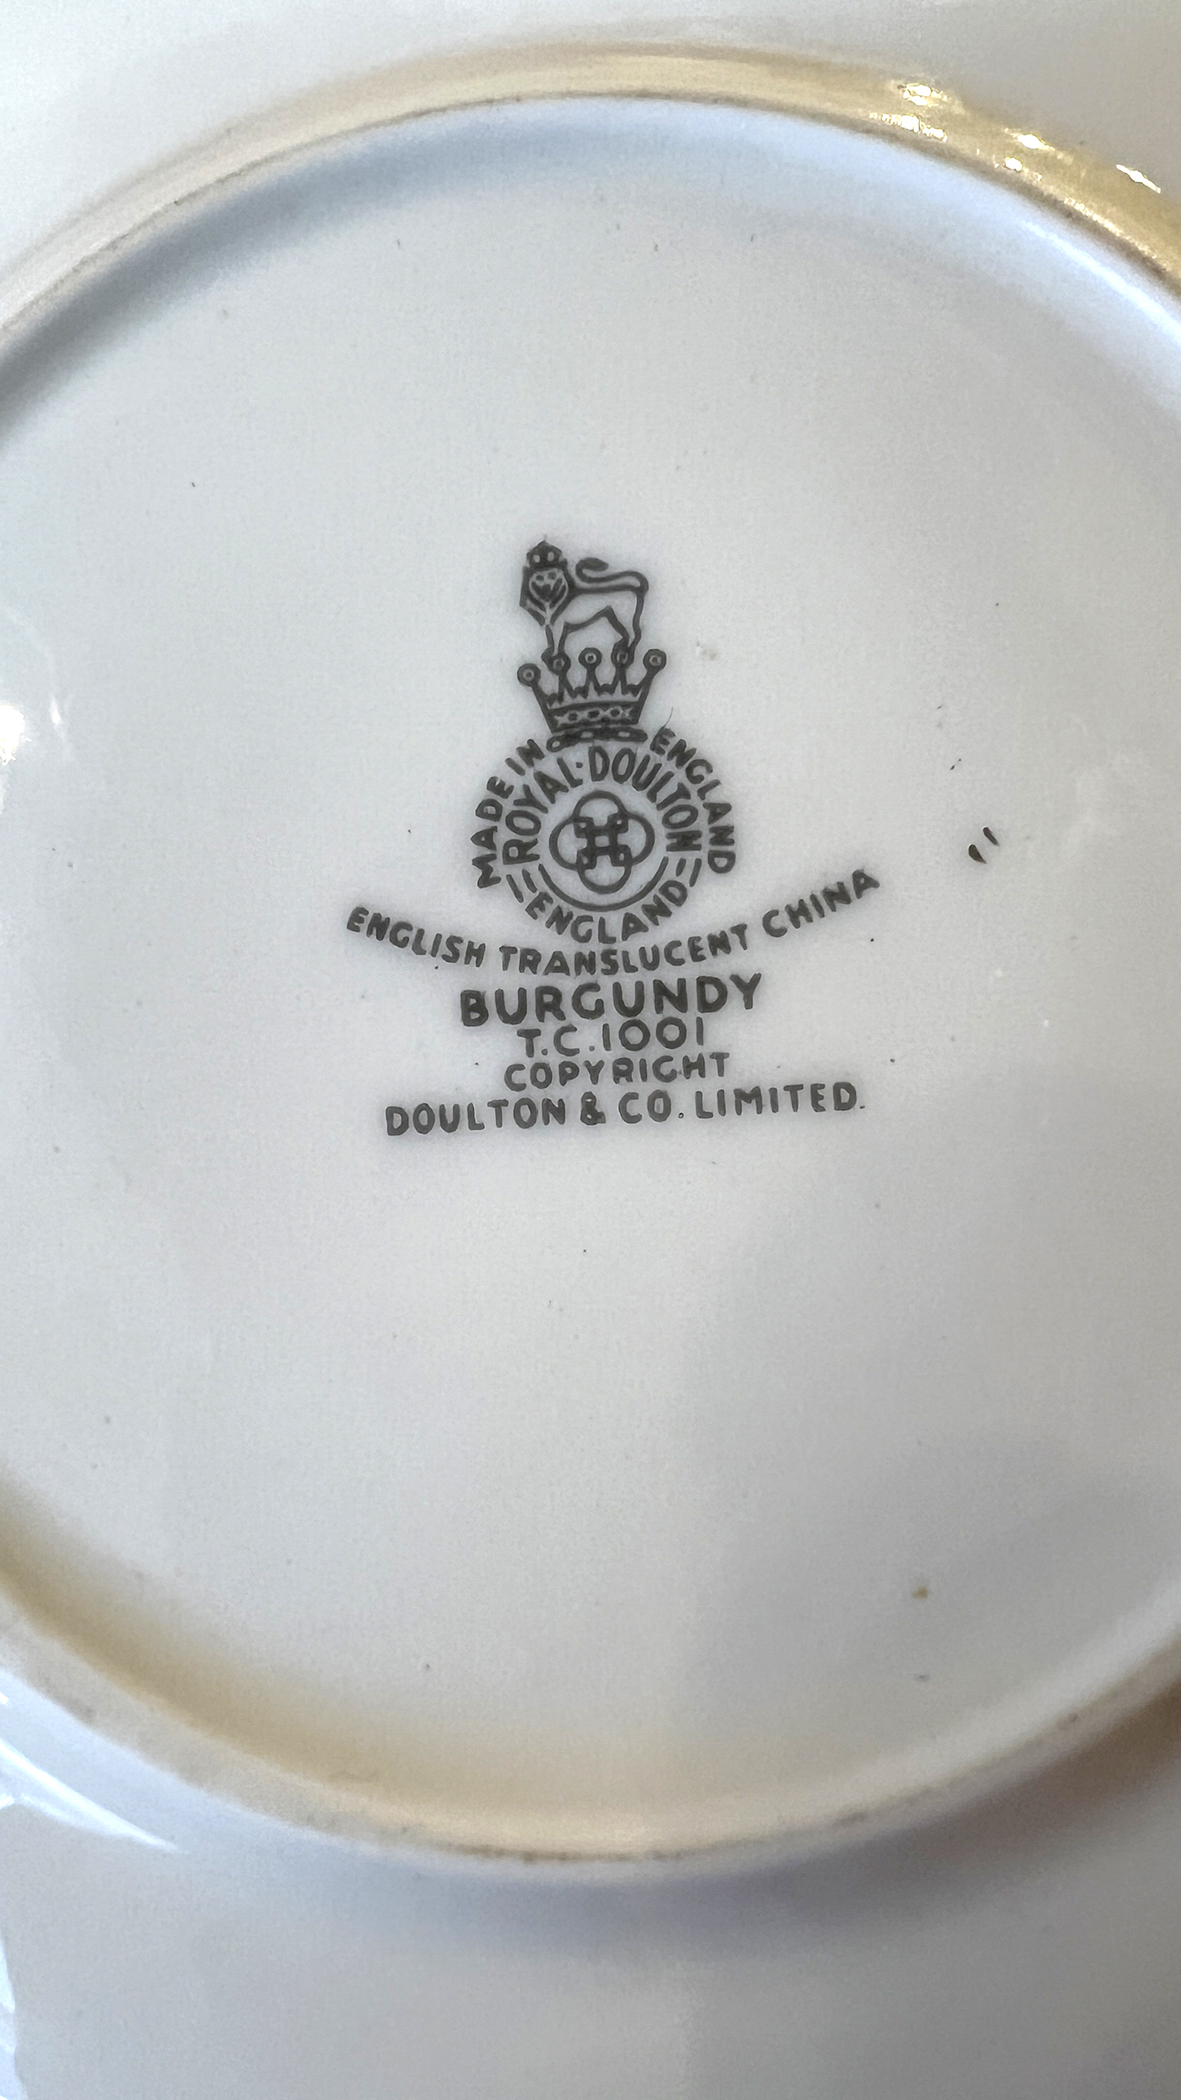 MADE IN ENGLAND
ROYAL·DOULTON
ENGLAND
ENGLISH TRANSLUCENT CHINA
BURGUNDY
T.C.1001
COPYRIGHT
DOULTON & CO. LIMITED.